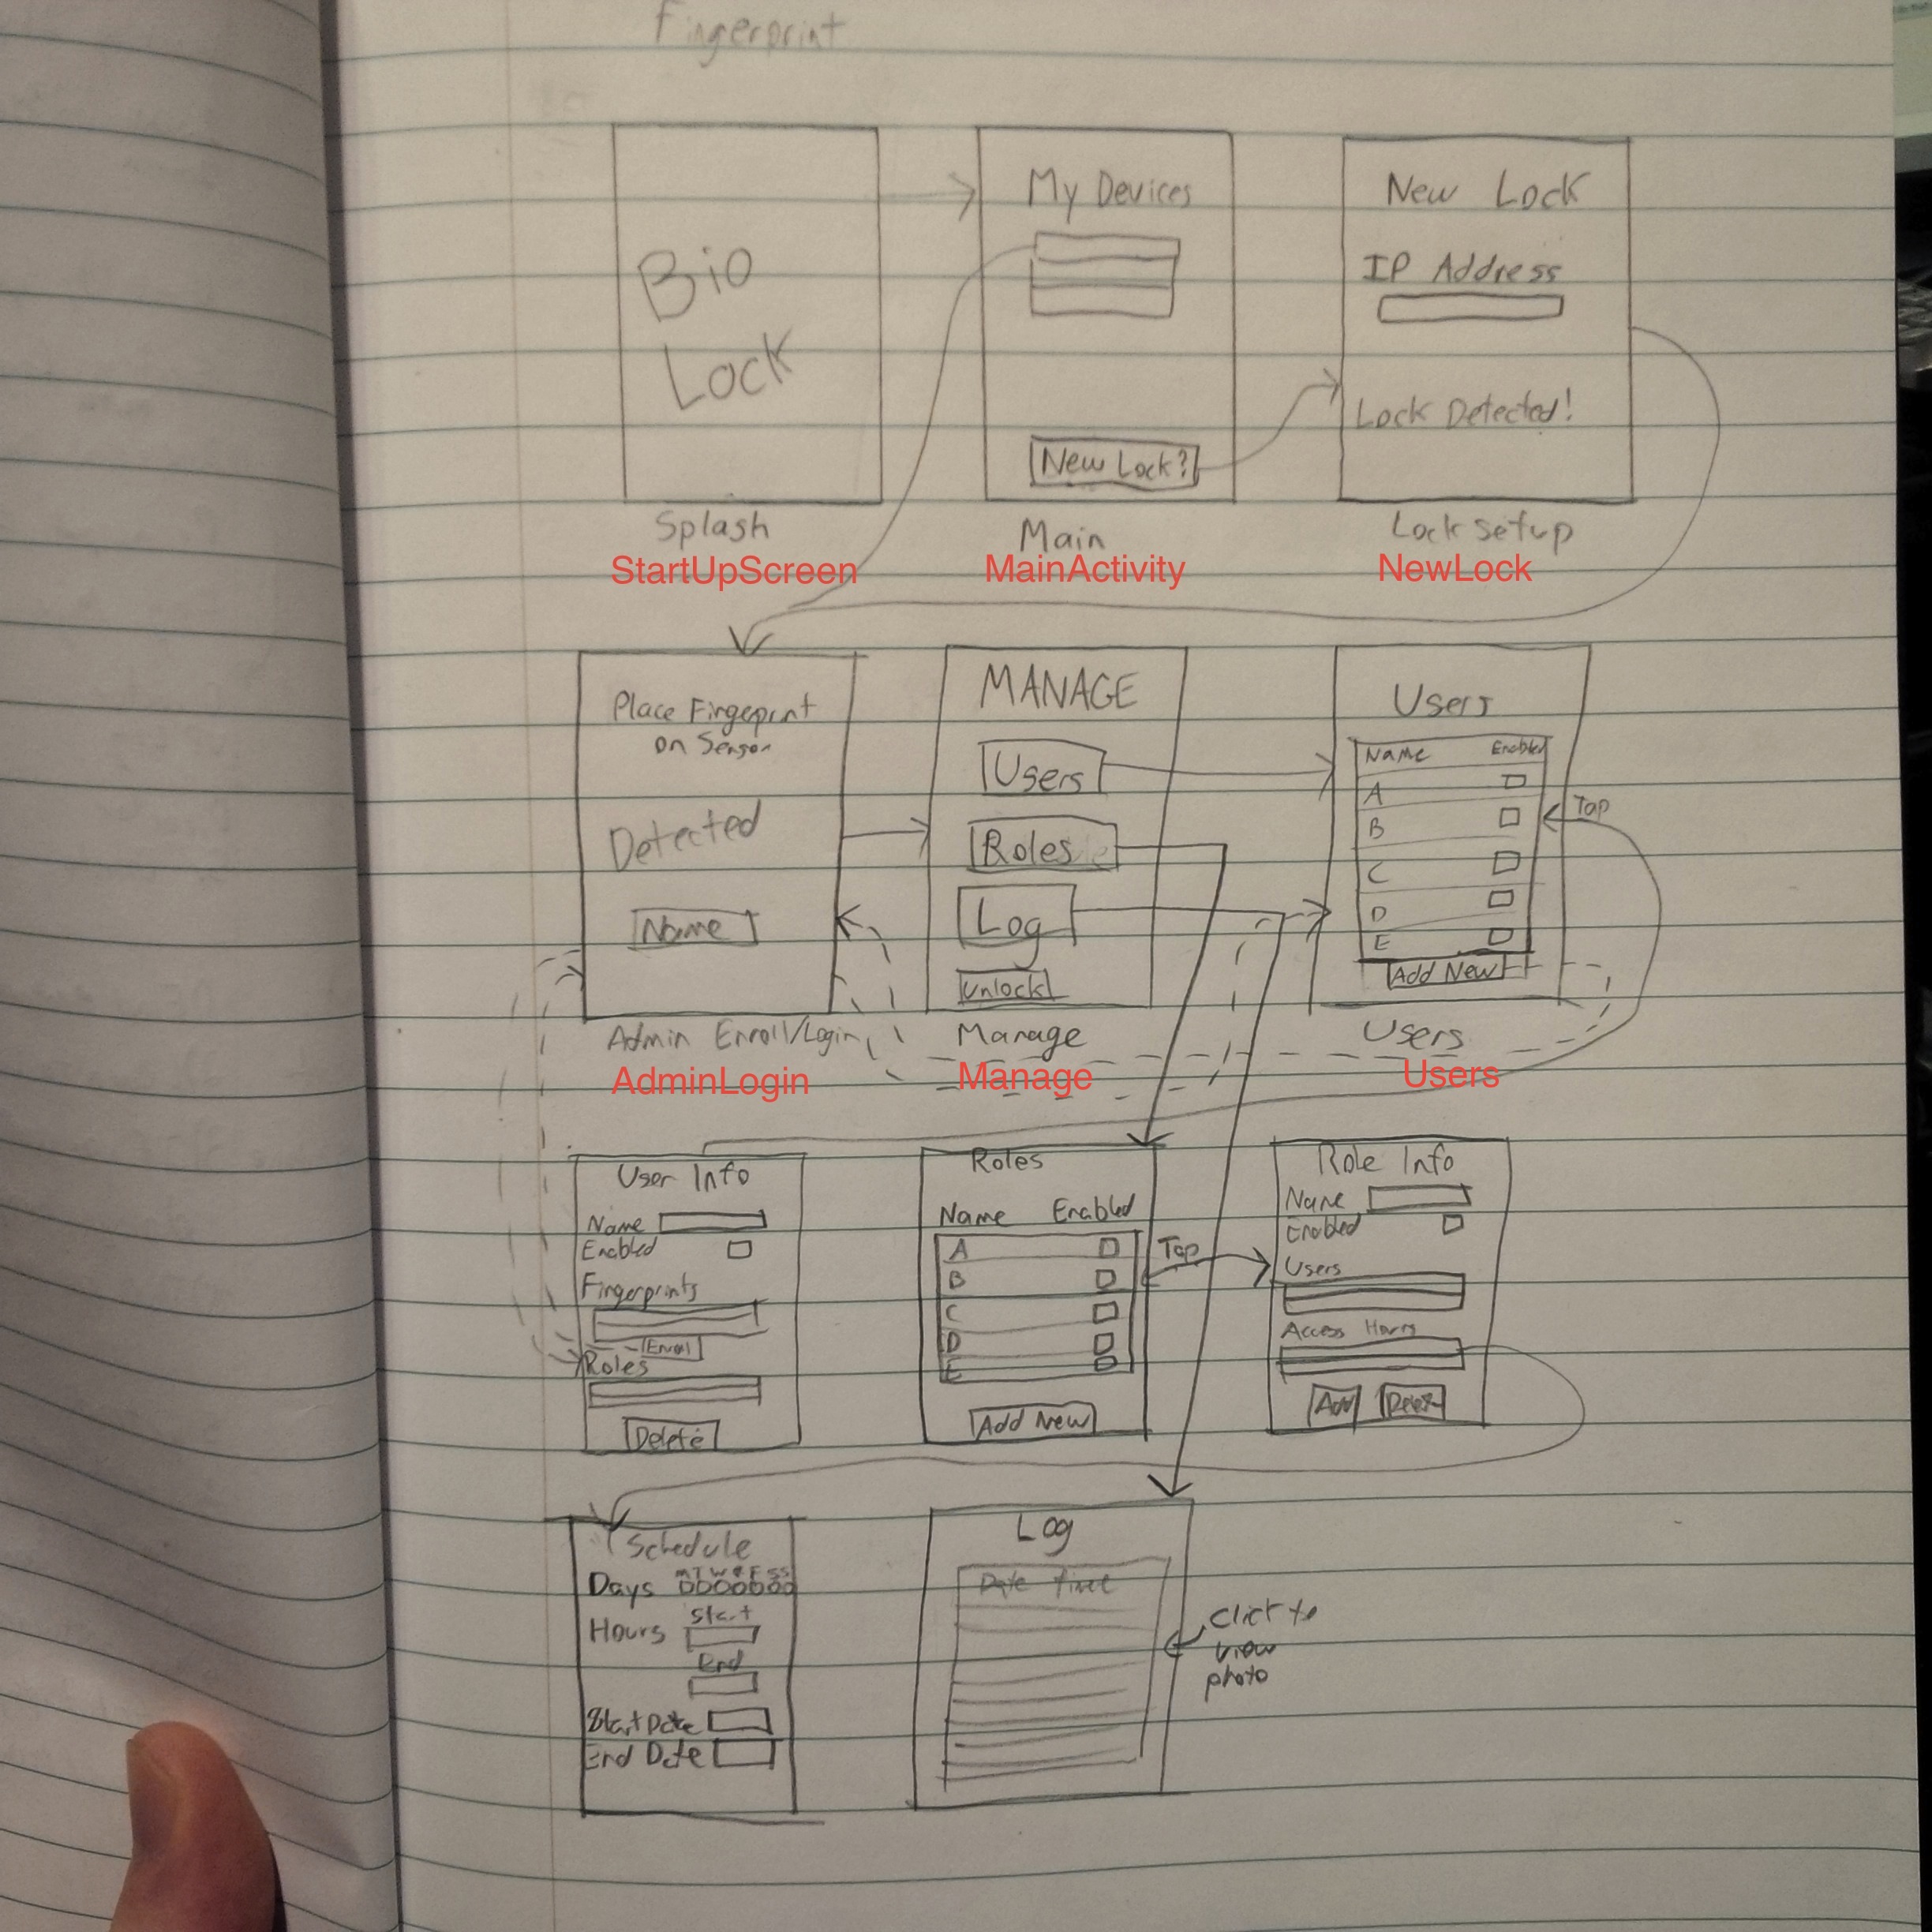 Fingerprint
Bio
Lock
Splash
StartUpScreen
My Devices
New Lock?
Main
MainActivity
New Lock
IP Address
Lock Detected!
Lock setup
NewLock
Place Fingeprint
on Sensor
Detected
Name
Admin Enroll/Login
AdminLogin
MANAGE
Users
Roles
Log
Unlock
Manage
Manage
Users
Name Enabled
A
B
C
D
E
Add New
Tap
Users
Users
User Info
Name
Enabled
Fingerprints
Enroll
Roles
Delete
Roles
Name Enabled
A
B
C
D
E
Add New
Tap
Role Info
Name
Enabled
Users
Access Hours
Add Delete
Schedule
M T W R F S S
Days
Start
Hours
End
Start Date
End Date
Log
Date Time
Click to
view
photo